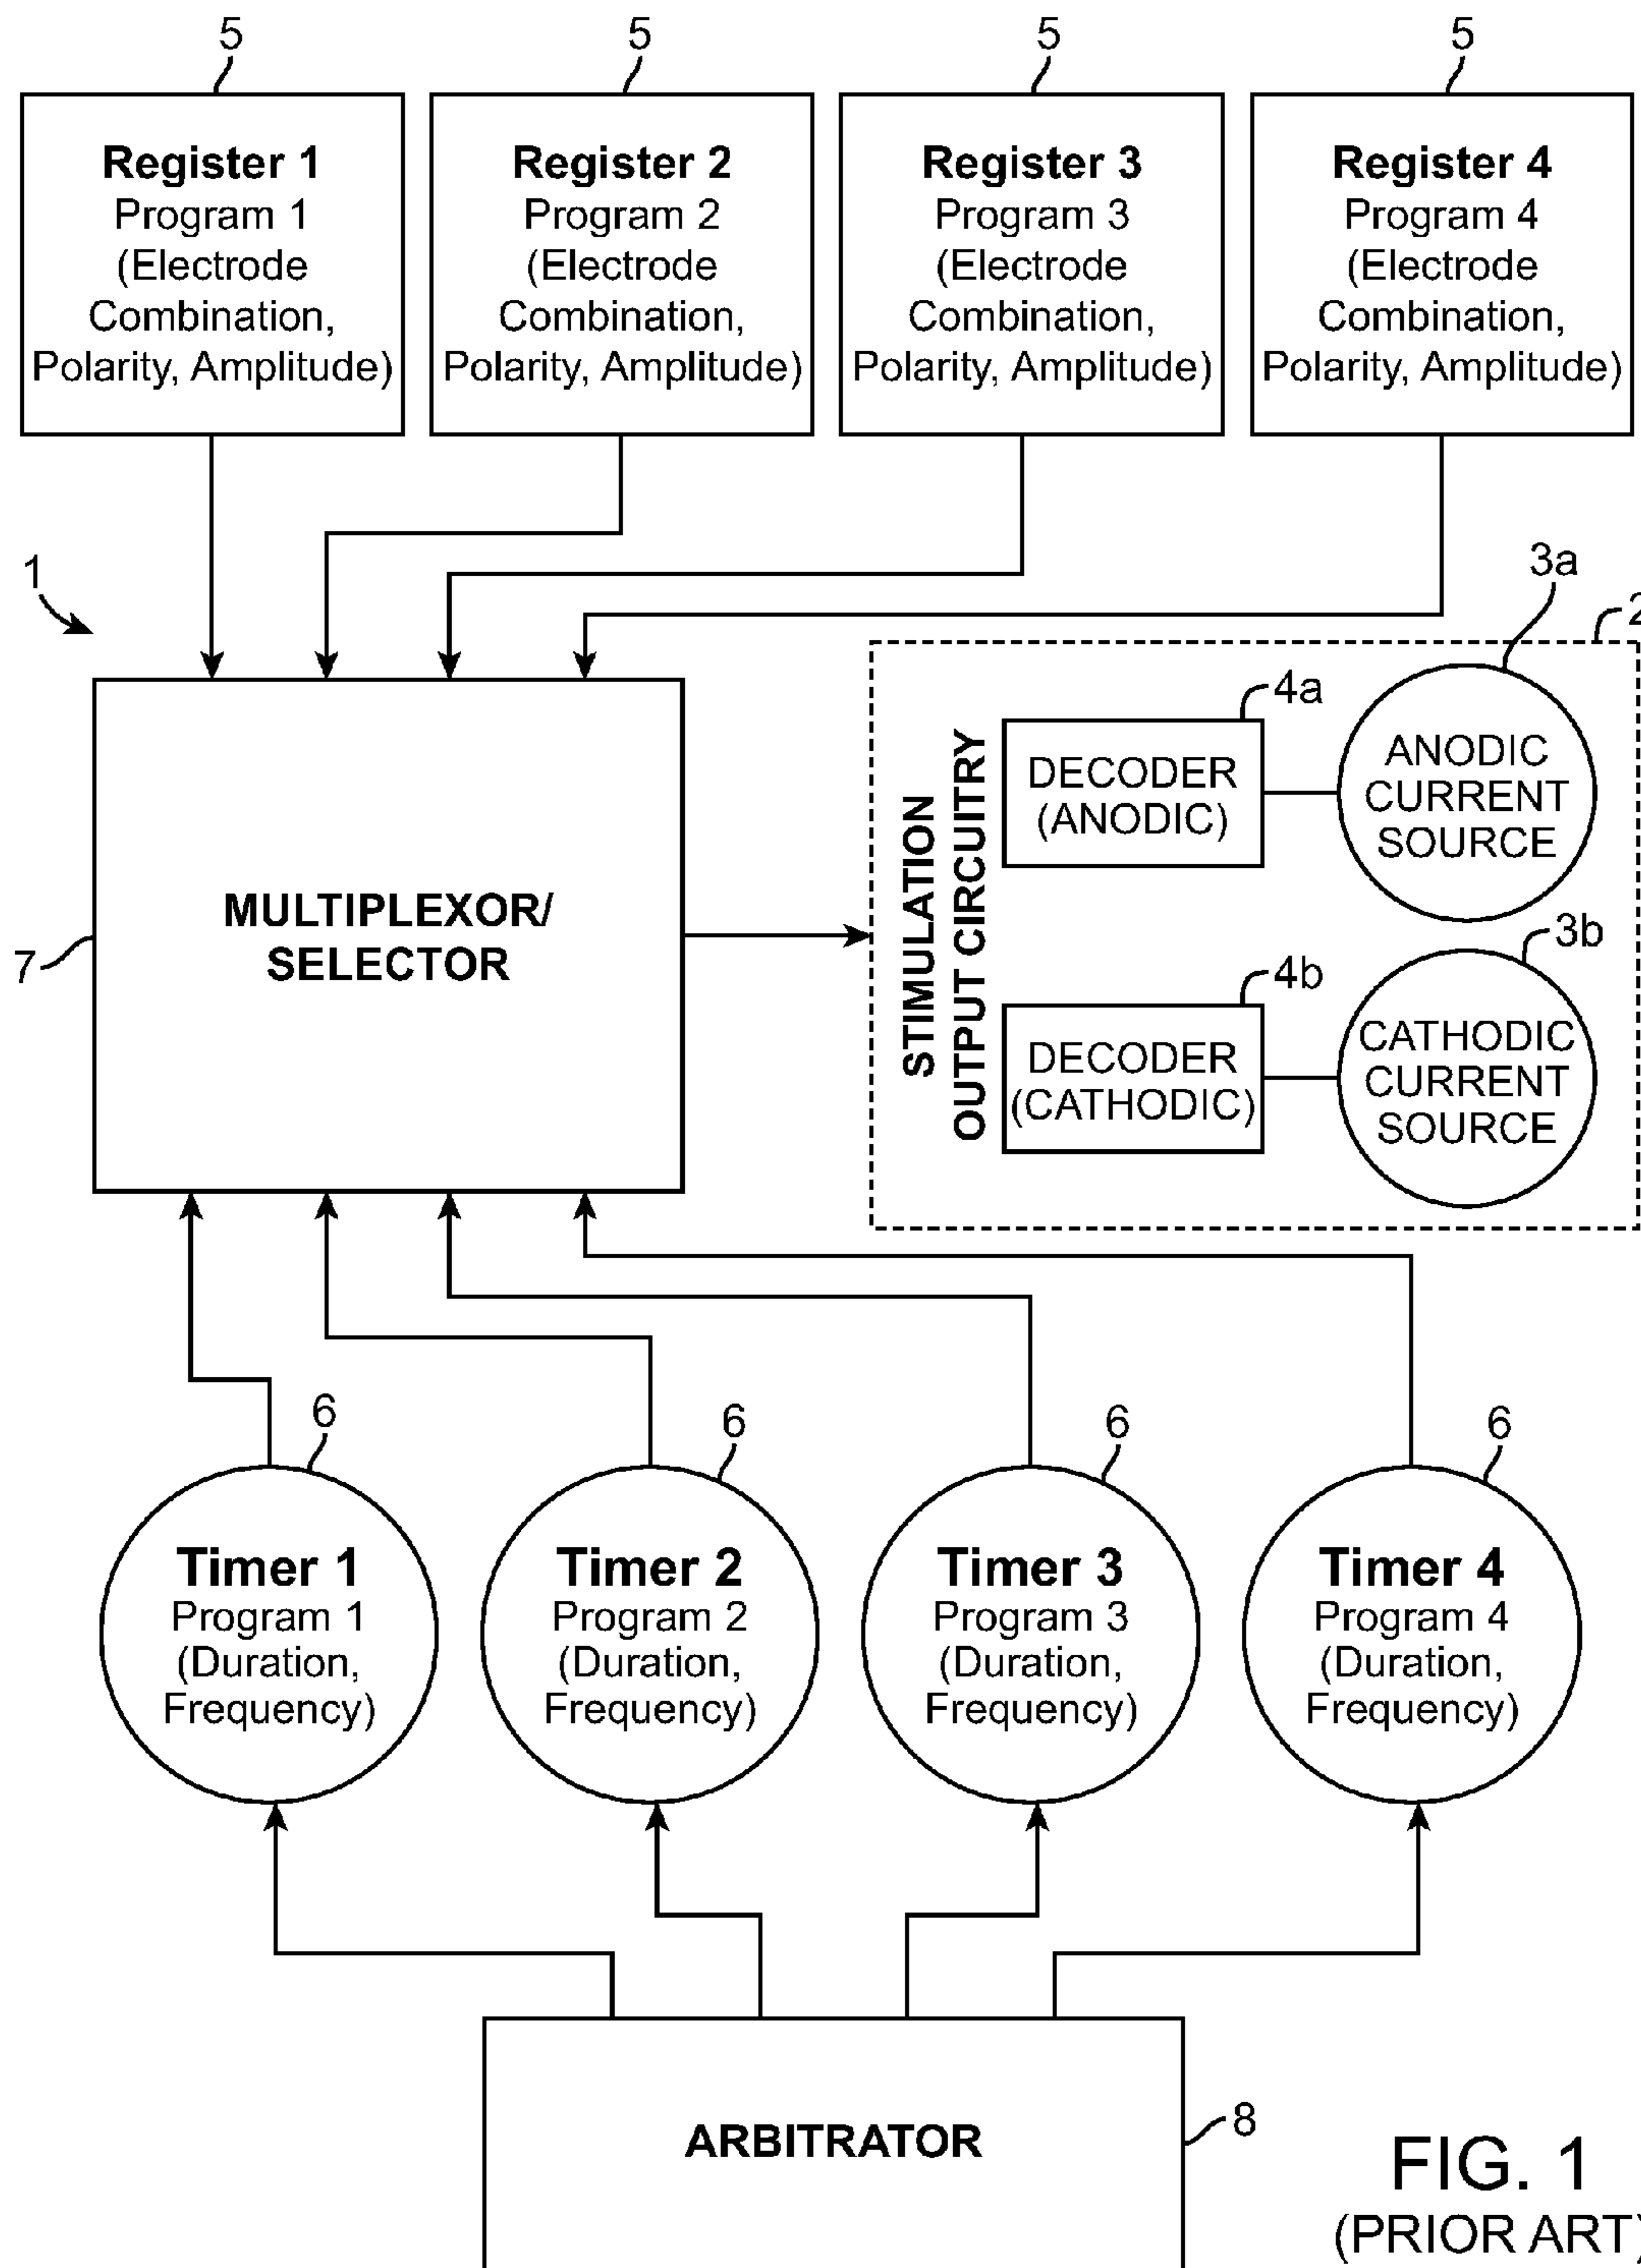 5
5
5
5
Register 1
Program 1
(Electrode
Combination,
Polarity, Amplitude)
Register 2
Program 2
(Electrode
Combination,
Polarity, Amplitude)
Register 3
Program 3
(Electrode
Combination,
Polarity, Amplitude)
Register 4
Program 4
(Electrode
Combination,
Polarity, Amplitude)
1
3a
2
MULTIPLEXOR/
SELECTOR
7
STIMULATION
OUTPUT CIRCUITRY
4a
DECODER
(ANODIC)
ANODIC
CURRENT
SOURCE
3b
4b
DECODER
(CATHODIC)
CATHODIC
CURRENT
SOURCE
6
6
6
6
Timer 1
Program 1
(Duration,
Frequency)
Timer 2
Program 2
(Duration,
Frequency)
Timer 3
Program 3
(Duration,
Frequency)
Timer 4
Program 4
(Duration,
Frequency)
ARBITRATOR
8
FIG. 1
(PRIOR ART)